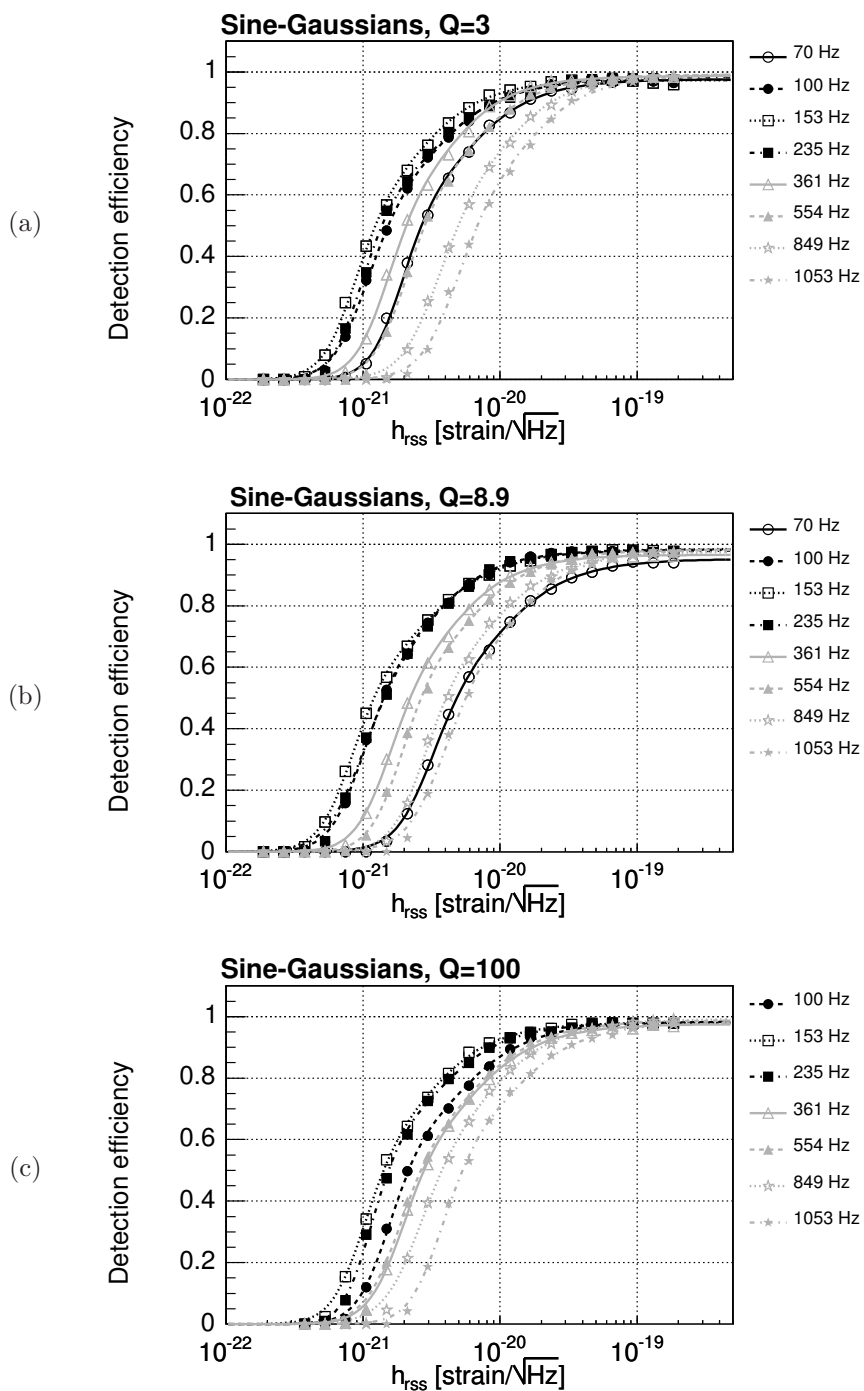 Sine-Gaussians, Q=3
(a)
Detection efficiency
1
0.8
0.6
0.4
0.2
0
10^-22
10^-21
10^-20
10^-19
h_rss [strain/√Hz]
70 Hz
100 Hz
153 Hz
235 Hz
361 Hz
554 Hz
849 Hz
1053 Hz
Sine-Gaussians, Q=8.9
(b)
Detection efficiency
1
0.8
0.6
0.4
0.2
0
10^-22
10^-21
10^-20
10^-19
h_rss [strain/√Hz]
70 Hz
100 Hz
153 Hz
235 Hz
361 Hz
554 Hz
849 Hz
1053 Hz
Sine-Gaussians, Q=100
(c)
Detection efficiency
1
0.8
0.6
0.4
0.2
0
10^-22
10^-21
10^-20
10^-19
h_rss [strain/√Hz]
100 Hz
153 Hz
235 Hz
361 Hz
554 Hz
849 Hz
1053 Hz